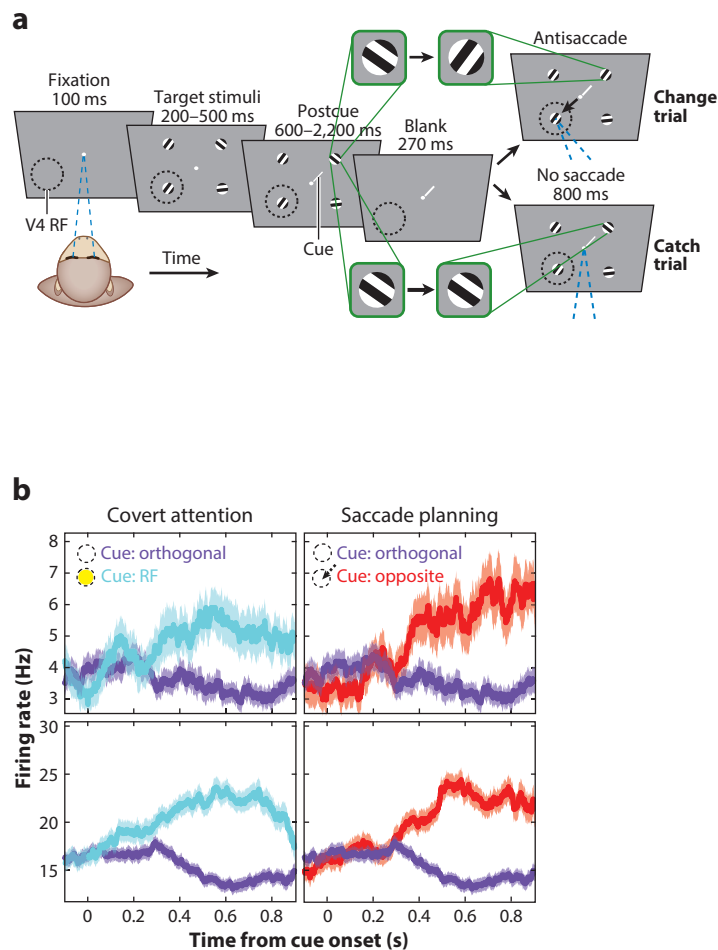 a
Fixation
100 ms
Target stimuli
200–500 ms
Postcue
600–2,200 ms
Blank
270 ms
Antisaccade
Change
trial
No saccade
800 ms
Catch
trial
V4 RF
Cue
Time
b
Covert attention
Saccade planning
Cue: orthogonal
Cue: RF
Cue: orthogonal
Cue: opposite
8
7
6
5
4
3
30
25
20
15
Firing rate (Hz)
0 0.2 0.4 0.6 0.8
0 0.2 0.4 0.6 0.8
Time from cue onset (s)